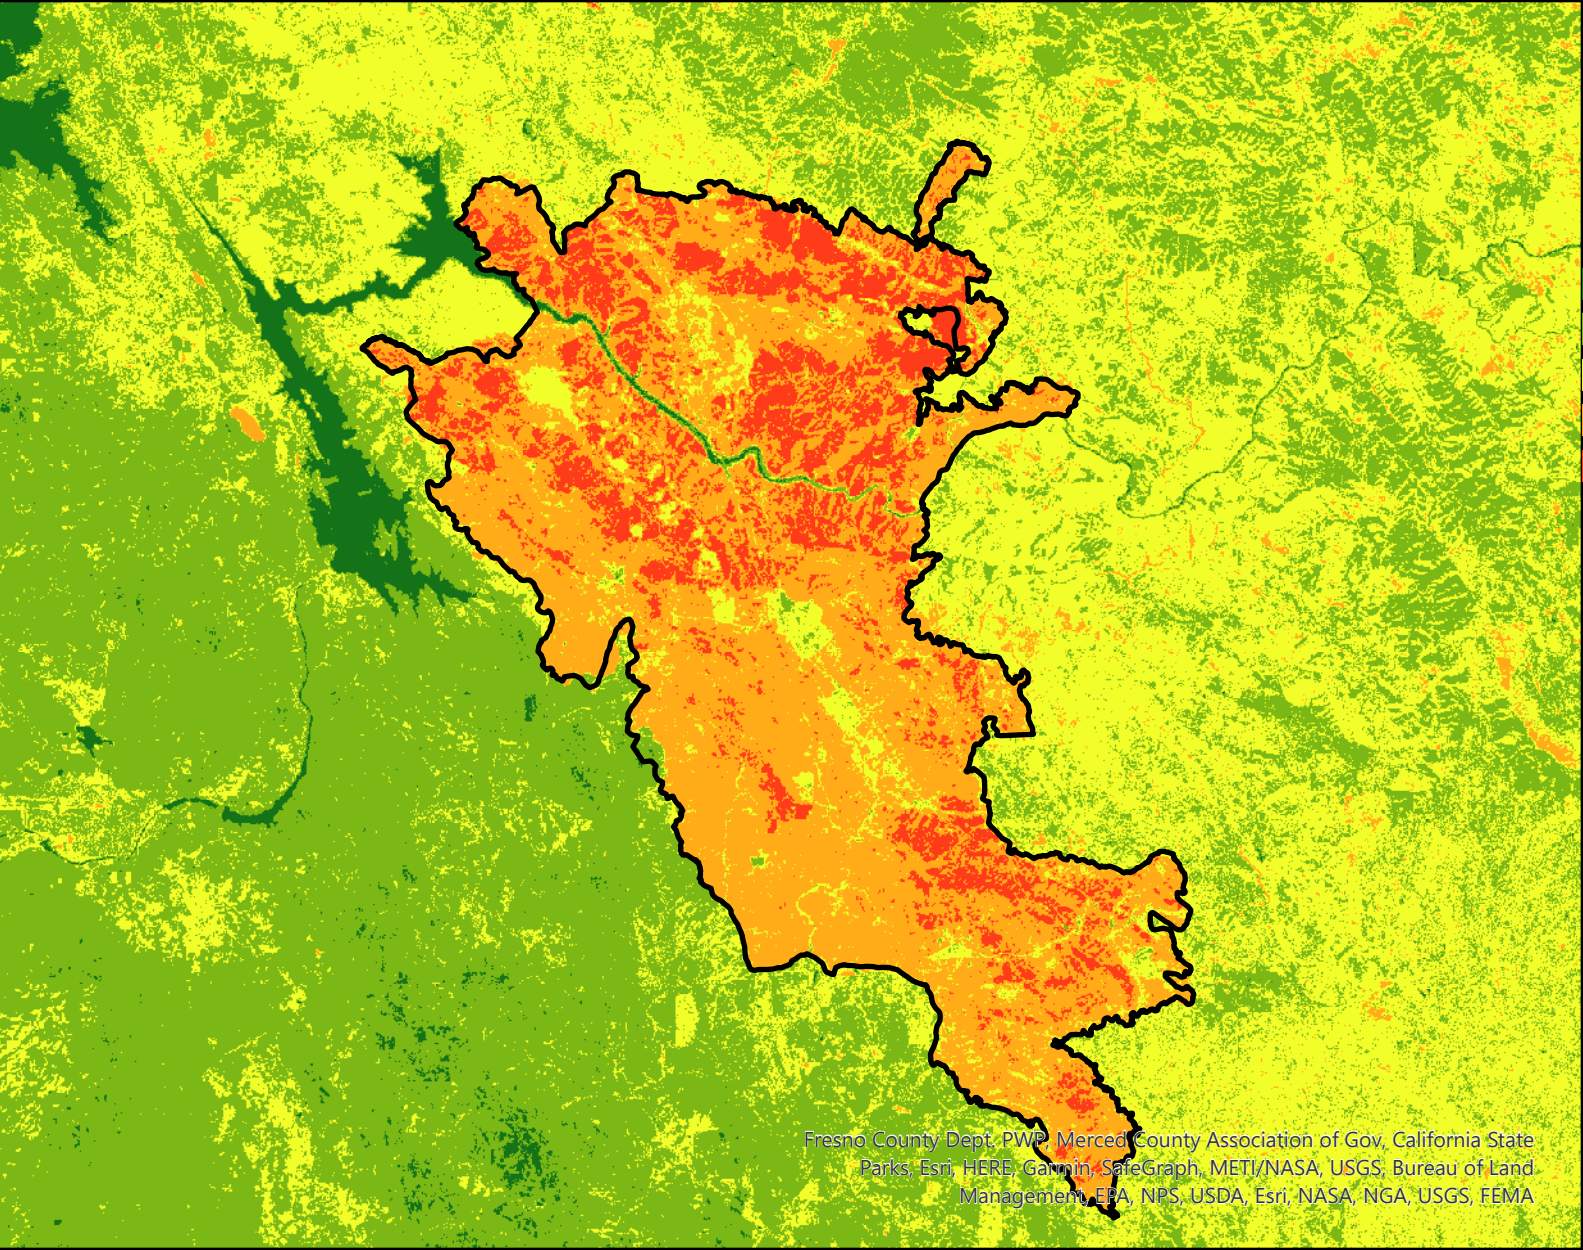 Fresno County Dept. PWP, Merced County Association of Gov, California State
Parks, Esri, HERE, Garmin, SafeGraph, METI/NASA, USGS, Bureau of Land
Management, EPA, NPS, USDA, Esri, NASA, NGA, USGS, FEMA